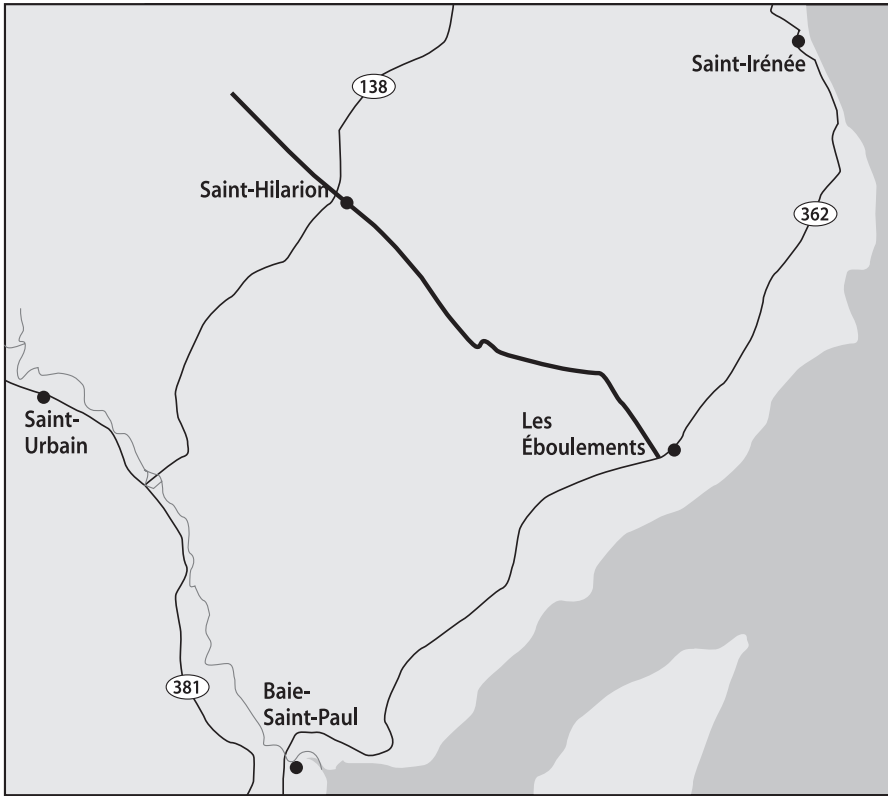 Saint-Irénée
138
Saint-Hilarion
362
Saint-
Urbain
Les
Éboulements
381
Baie-
Saint-Paul